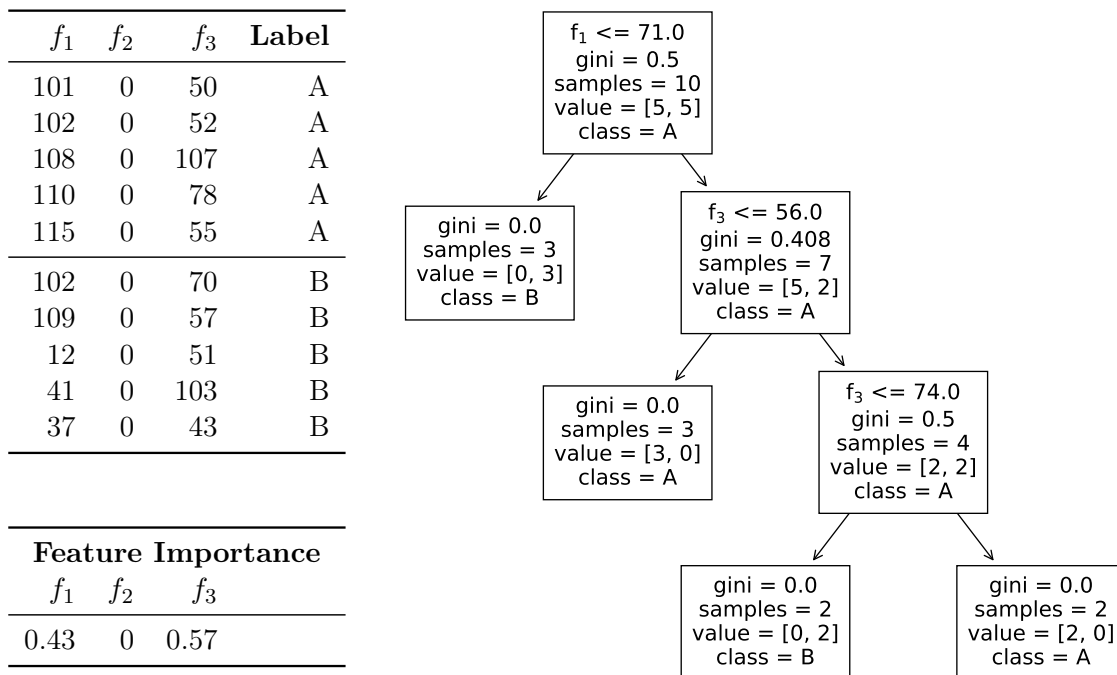 f₁ f₂ f₃ Label
101 0 50 A
102 0 52 A
108 0 107 A
110 0 78 A
115 0 55 A
102 0 70 B
109 0 57 B
12 0 51 B
41 0 103 B
37 0 43 B
Feature Importance
f₁ f₂ f₃
0.43 0 0.57
f₁ <= 71.0
gini = 0.5
samples = 10
value = [5, 5]
class = A
gini = 0.0
samples = 3
value = [0, 3]
class = B
f₃ <= 56.0
gini = 0.408
samples = 7
value = [5, 2]
class = A
gini = 0.0
samples = 3
value = [3, 0]
class = A
f₃ <= 74.0
gini = 0.5
samples = 4
value = [2, 2]
class = A
gini = 0.0
samples = 2
value = [0, 2]
class = B
gini = 0.0
samples = 2
value = [2, 0]
class = A